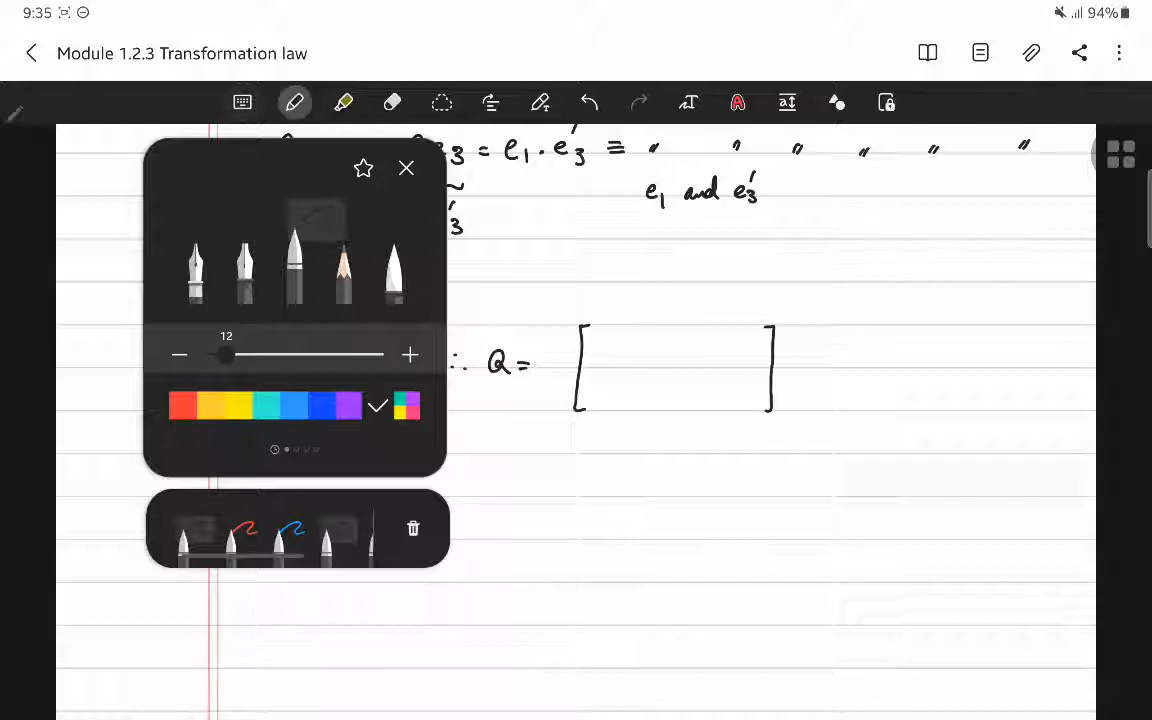 9:35 94%
Module 1.2.3 Transformation law
3 = e₁ . e₃′ ≡〃 〃 〃 〃 〃 〃
~ e₁ and e₃′
′
3
12
∴ Q = [ ]